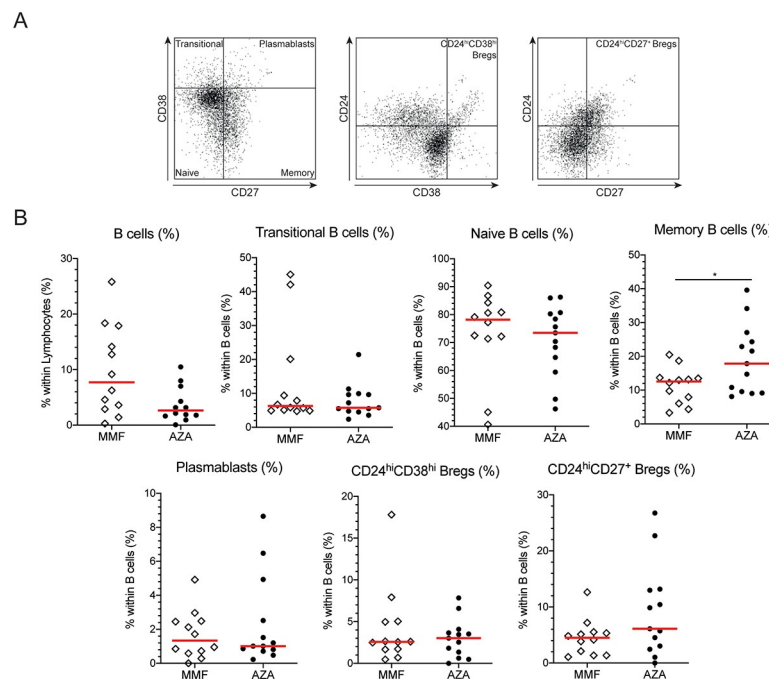 A
Transitional
Plasmablasts
Naive
Memory
CD38
CD27
CD24hiCD38hi
Bregs
CD24
CD38
CD24hiCD27+ Bregs
CD24
CD27
B
B cells (%)
% within Lymphocytes (%)
30
20
10
0
MMF
AZA
Transitional B cells (%)
% within B cells (%)
50
40
30
20
10
0
MMF
AZA
Naive B cells (%)
% within B cells (%)
100
90
80
70
60
50
40
MMF
AZA
Memory B cells (%)
% within B cells (%)
50
40
30
20
10
0
*
MMF
AZA
Plasmablasts (%)
% within B cells (%)
10
8
6
4
2
0
MMF
AZA
CD24hiCD38hi Bregs (%)
% within B cells (%)
20
15
10
5
0
MMF
AZA
CD24hiCD27+ Bregs (%)
% within B cells (%)
30
20
10
0
MMF
AZA